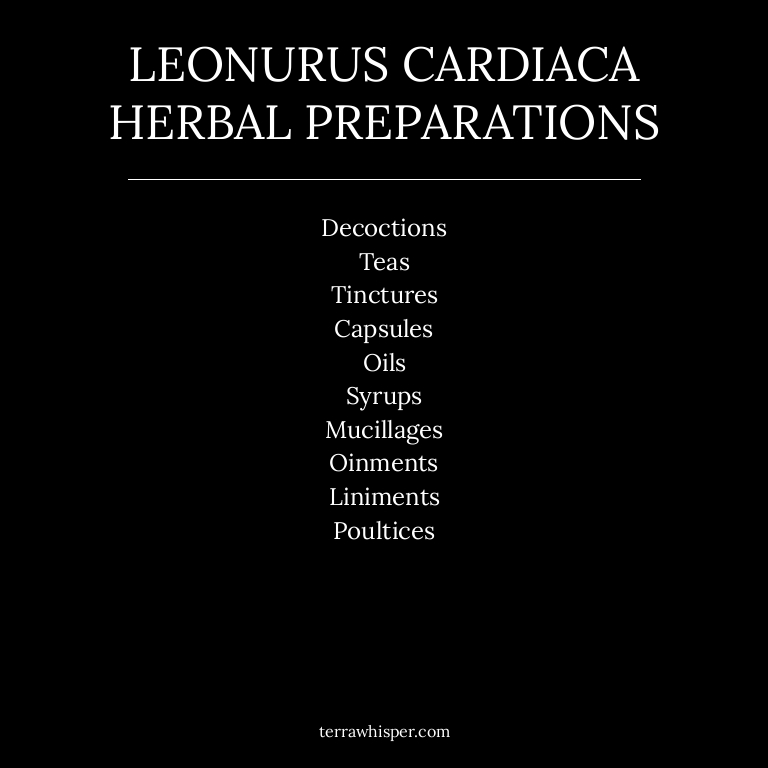 LEONURUS CARDIACA
HERBAL PREPARATIONS
Decoctions
Teas
Tinctures
Capsules
Oils
Syrups
Mucillages
Oinments
Liniments
Poultices
terrawhisper.com